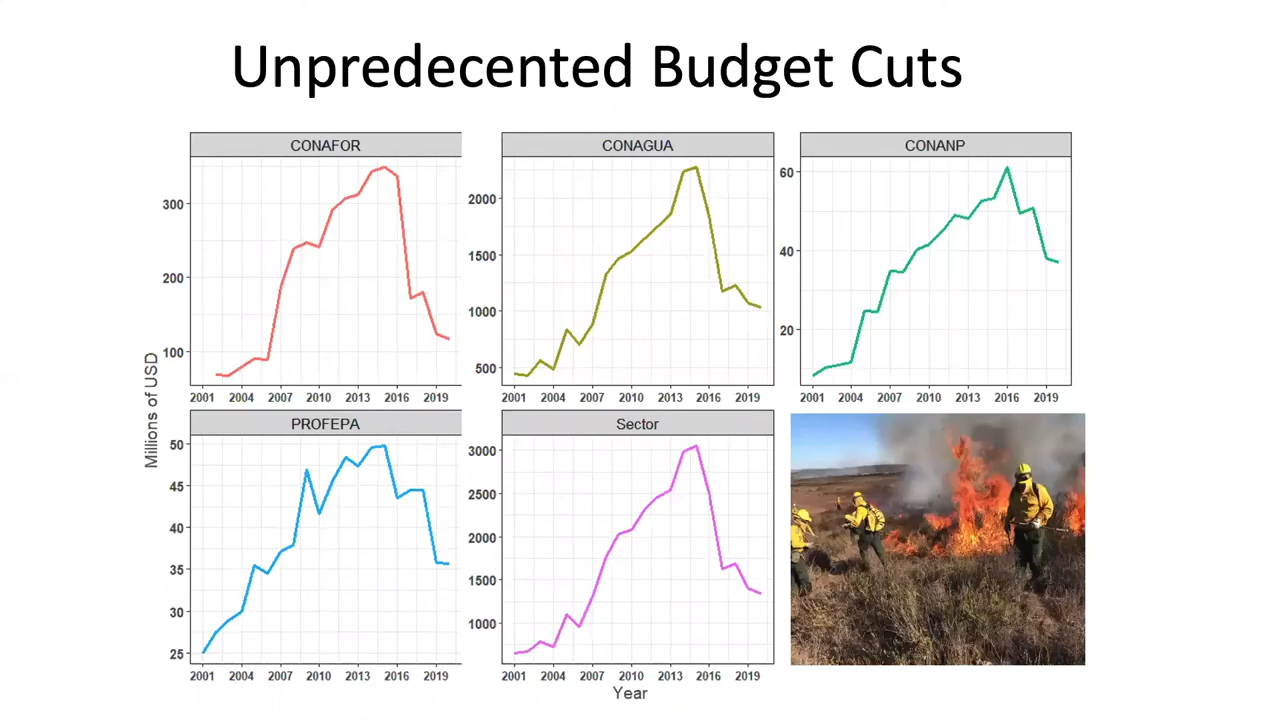 Unpredecented Budget Cuts
CONAFOR
300
200
100
2001 2004 2007 2010 2013 2016 2019
CONAGUA
2000
1500
1000
500
2001 2004 2007 2010 2013 2016 2019
CONANP
60
40
20
2001 2004 2007 2010 2013 2016 2019
Millions of USD
PROFEPA
50
45
40
35
30
25
2001 2004 2007 2010 2013 2016 2019
Sector
3000
2500
2000
1500
1000
2001 2004 2007 2010 2013 2016 2019
Year